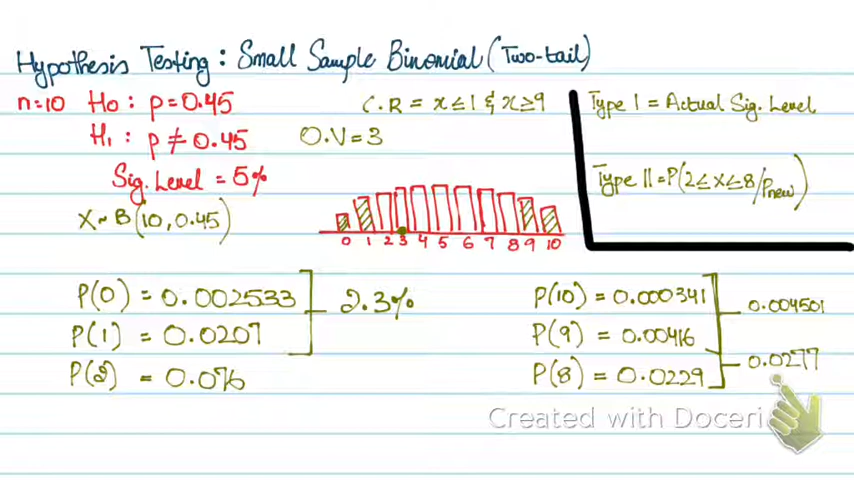 Hypothesis Testing: Small Sample Binomial (Two-tail)
n=10 H0: p=0.45
H1: p≠0.45
Sig. Level = 5%
X~B(10, 0.45)
C.R = x≤1 & x≥9
O.V=3
Type I = Actual Sig. Level
Type II=P(2≤X≤8/Pnew)
0 1 2 3 4 5 6 7 8 9 10
P(0) = 0.002533
P(1) = 0.0207
2.3%
P(2) = 0.076
P(10) = 0.000341
P(9) = 0.00416
P(8) = 0.0229
0.004501
0.0277
Created with Doceri